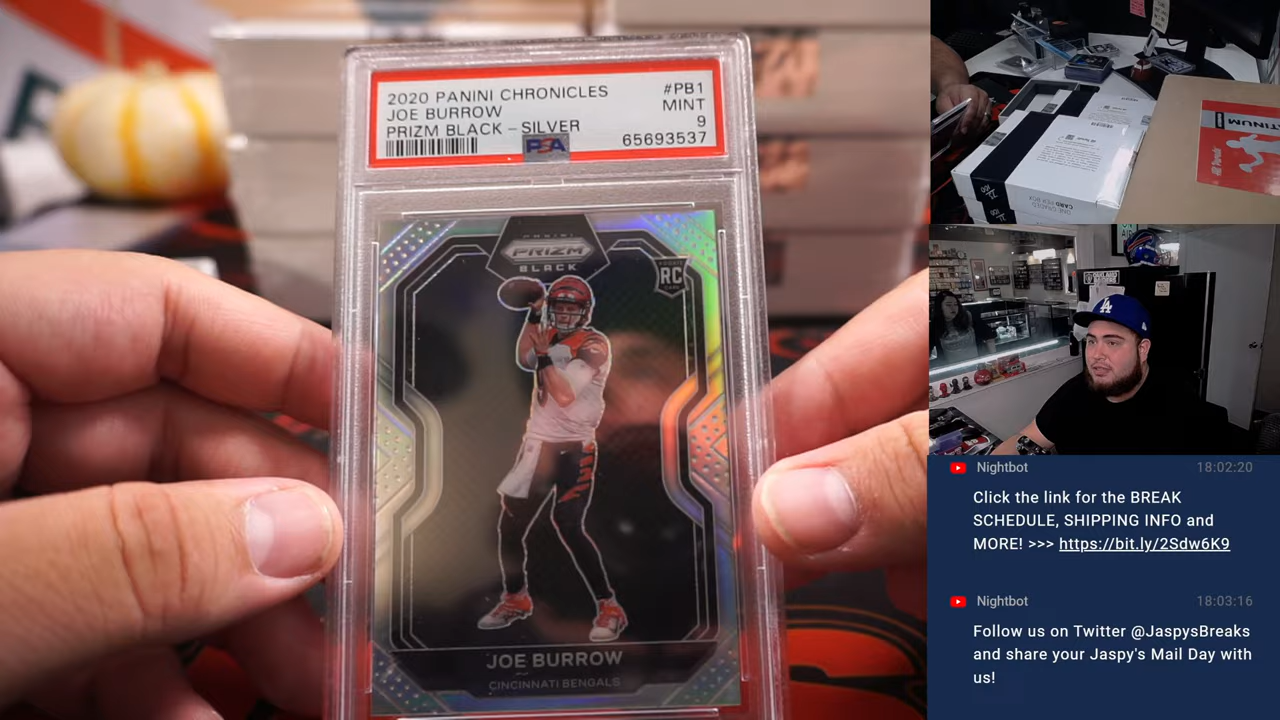 2020 PANINI CHRONICLES #PB1
JOE BURROW MINT
PRIZM BLACK – SILVER 9
PSA 65693537
PANINI
PRIZM
BLACK
RC
JOE BURROW
CINCINNATI BENGALS
LA
Nightbot 18:02:20
Click the link for the BREAK
SCHEDULE, SHIPPING INFO and
MORE! >>> https://bit.ly/2Sdw6K9
Nightbot 18:03:16
Follow us on Twitter @JaspysBreaks
and share your Jaspy's Mail Day with
us!